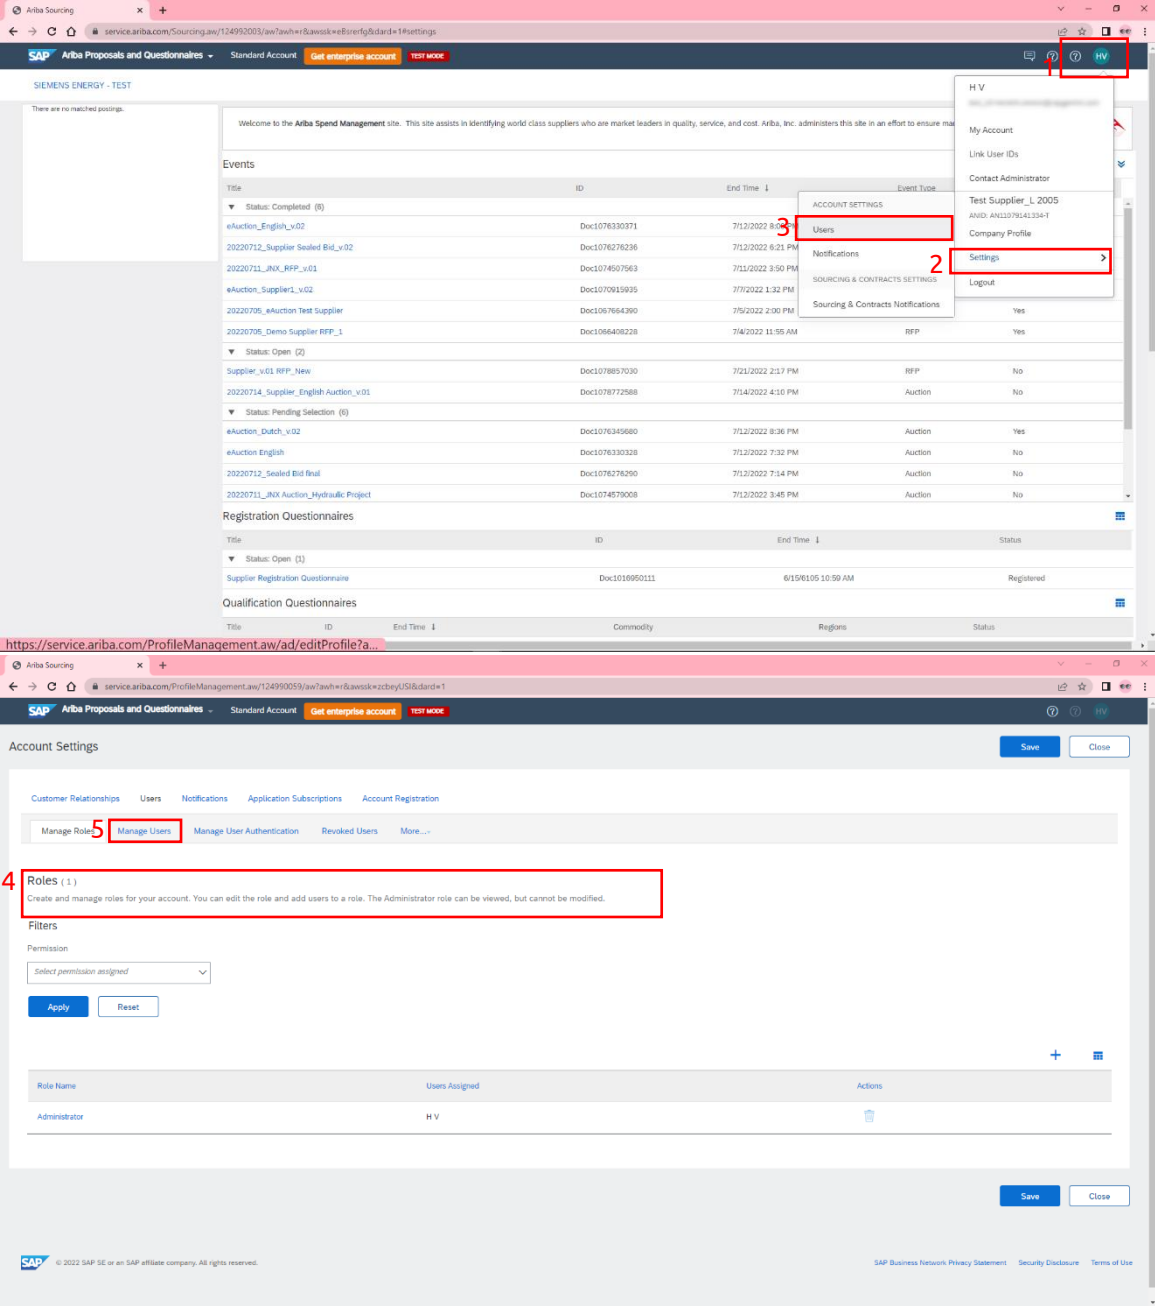 Ariba Sourcing
service.ariba.com/Sourcing.aw/124992003/aw?awh=r&awssk=eBsrerfg&dard=1#settings
SAP Ariba Proposals and Questionnaires Standard Account Get enterprise account TEST MODE
1
HV
SIEMENS ENERGY - TEST
There are no matched postings.
Welcome to the Ariba Spend Management site. This site assists in identifying world class suppliers who are market leaders in quality, service, and cost. Ariba, Inc. administers this site in an effort to ensure ma
H V
My Account
Link User IDs
Contact Administrator
Test Supplier_L 2005
ANID: AN11079141334-T
Company Profile
2
Settings
Logout
ACCOUNT SETTINGS
3
Users
Notifications
SOURCING & CONTRACTS SETTINGS
Sourcing & Contracts Notifications
Events
Title ID End Time Event Type
Status: Completed (6)
eAuction_English_v.02 Doc1076330371 7/12/2022 8:0 PM
20220712_Supplier Sealed Bid_v.02 Doc1076276236 7/12/2022 6:21 PM
20220711_JNX_RFP_v.01 Doc1074507563 7/11/2022 3:50 PM
eAuction_Supplier1_v.02 Doc1070915935 7/7/2022 1:32 PM
20220705_eAuction Test Supplier Doc1067664390 7/5/2022 2:00 PM Yes
20220705_Demo Supplier RFP_1 Doc1066408228 7/4/2022 11:55 AM RFP Yes
Status: Open (2)
Supplier_v.01 RFP_New Doc1078857030 7/21/2022 2:17 PM RFP No
20220714_Supplier_English Auction_v.01 Doc1078772588 7/14/2022 4:10 PM Auction No
Status: Pending Selection (6)
eAuction_Dutch_v.02 Doc1076345680 7/12/2022 8:36 PM Auction Yes
eAuction English Doc1076330328 7/12/2022 7:32 PM Auction No
20220712_Sealed Bid final Doc1076276290 7/12/2022 7:14 PM Auction No
20220711_JNX Auction_Hydraulic Project Doc1074579008 7/12/2022 3:45 PM Auction No
Registration Questionnaires
Title ID End Time Status
Status: Open (1)
Supplier Registration Questionnaire Doc1016950111 6/15/6105 10:59 AM Registered
Qualification Questionnaires
Title ID End Time Commodity Regions Status
https://service.ariba.com/ProfileManagement.aw/ad/editProfile?a...
Ariba Sourcing
service.ariba.com/ProfileManagement.aw/124990059/aw?awh=r&awssk=zcbeyUSI&dard=1
SAP Ariba Proposals and Questionnaires Standard Account Get enterprise account TEST MODE HV
Account Settings Save Close
Customer Relationships Users Notifications Application Subscriptions Account Registration
Manage Roles 5 Manage Users Manage User Authentication Revoked Users More...
4
Roles (1)
Create and manage roles for your account. You can edit the role and add users to a role. The Administrator role can be viewed, but cannot be modified.
Filters
Permission
Select permission assigned
Apply Reset
Role Name Users Assigned Actions
Administrator H V
Save Close
SAP © 2022 SAP SE or an SAP affiliate company. All rights reserved. SAP Business Network Privacy Statement Security Disclosure Terms of Use